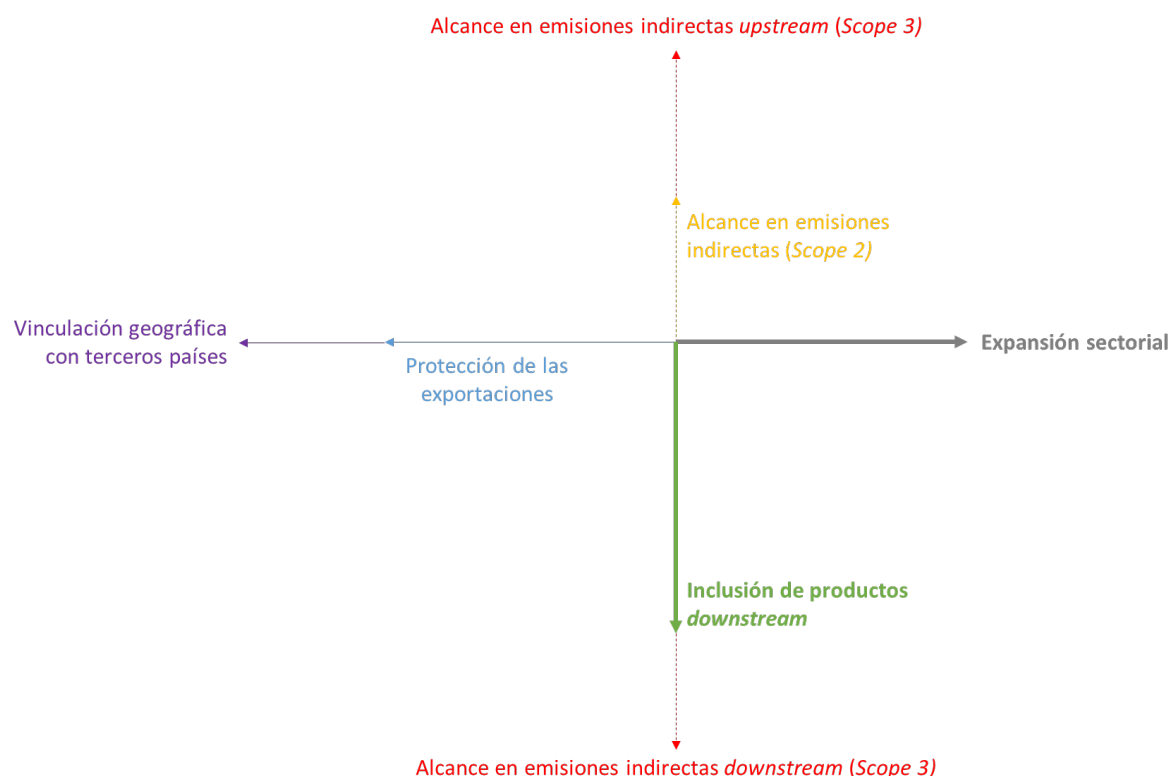 Alcance en emisiones indirectas upstream (Scope 3)
Alcance en emisiones
indirectas (Scope 2)
Vinculación geográfica
con terceros países
Protección de las
exportaciones
Expansión sectorial
Inclusión de productos
downstream
Alcance en emisiones indirectas downstream (Scope 3)